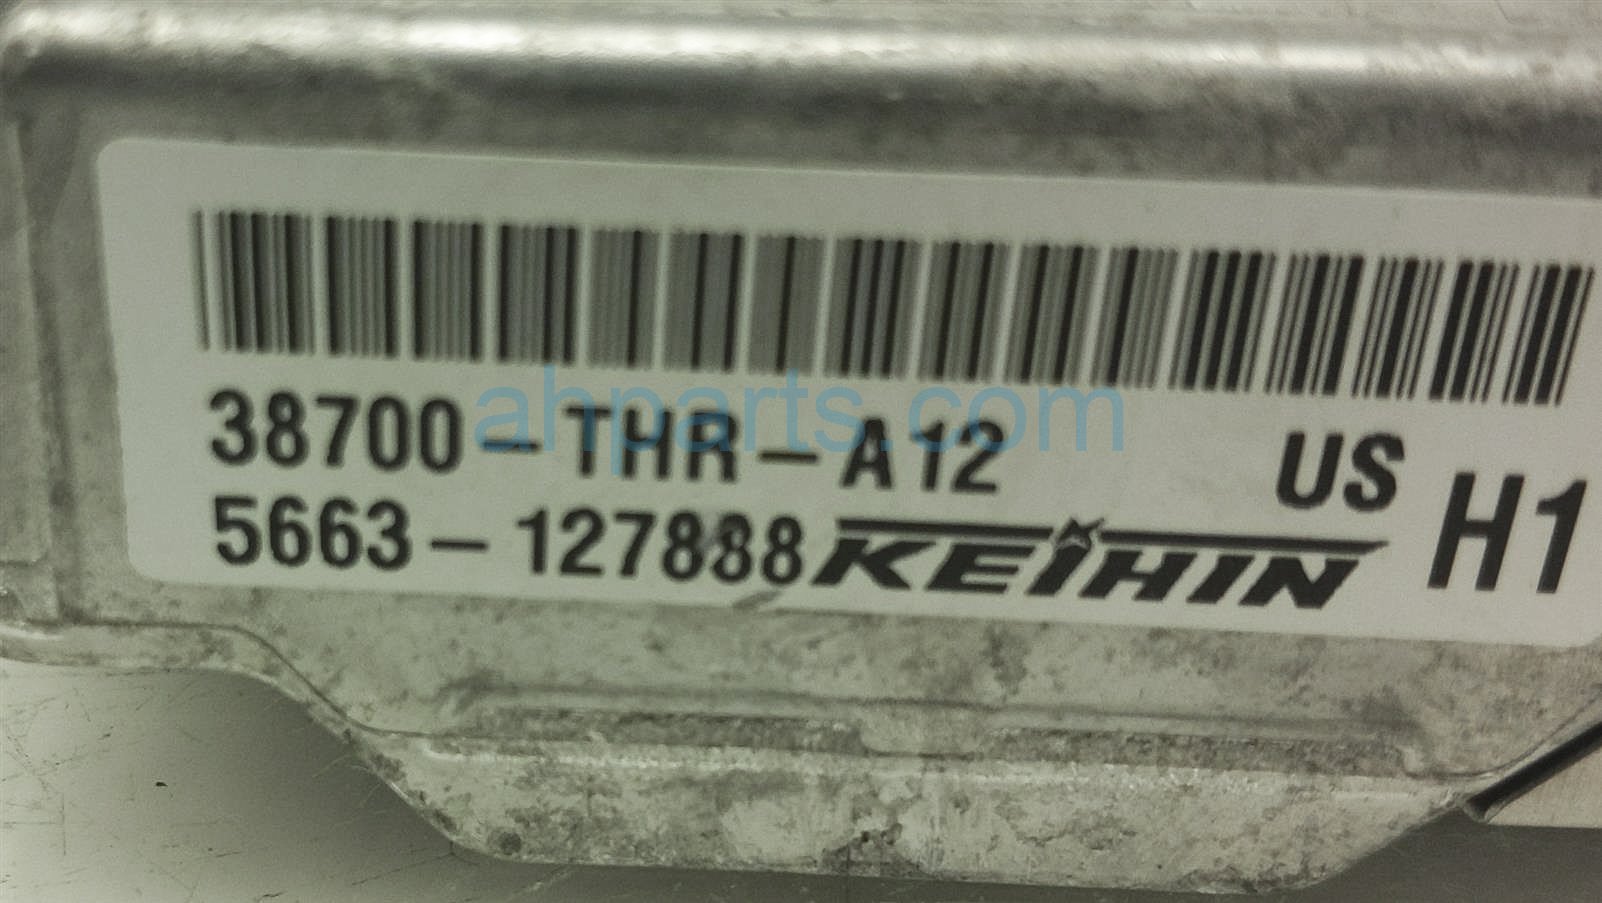 38700-THR-A12 US
5663-127888 KEIHIN H1
ahparts.com